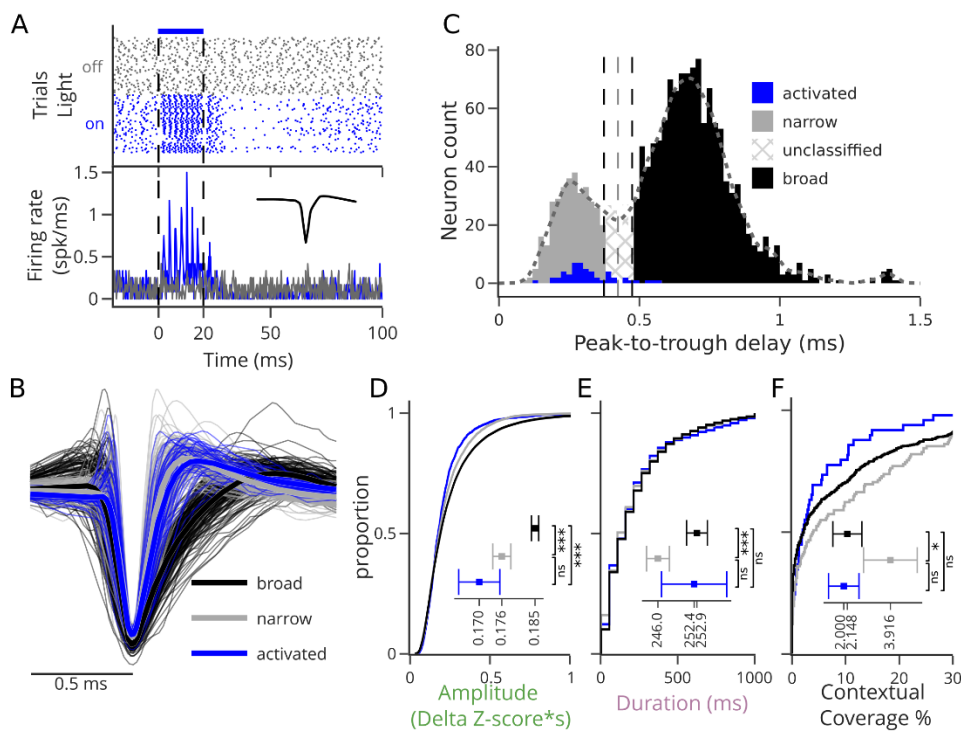 A
off
on
Trials
Light
1.5
1
0.5
0
Firing rate
(spk/ms)
0
20
50
100
Time (ms)
C
80
60
40
20
0
Neuron count
activated
narrow
unclassiffied
broad
0
0.5
1
1.5
Peak-to-trough delay (ms)
B
broad
narrow
activated
0.5 ms
D
1
0.5
0
proportion
***
***
ns
0.170
0.176
0.185
0
0.5
1
Amplitude
(Delta Z-score*s)
E
***
ns
ns
246.0
252.4
252.9
0
500
1000
Duration (ms)
F
*
ns
ns
2.000
2.148
3.916
0
10
20
30
Contextual
Coverage %